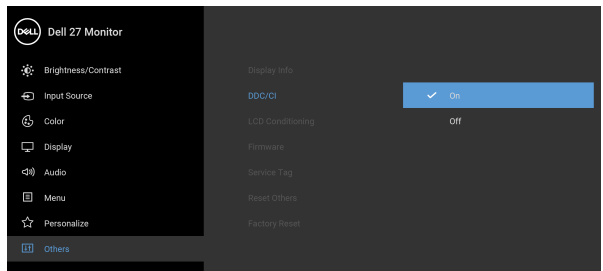 DELL Dell 27 Monitor
Brightness/Contrast
Input Source
Color
Display
Audio
Menu
Personalize
Others
Display Info
DDC/CI
LCD Conditioning
Firmware
Service Tag
Reset Others
Factory Reset
On
Off